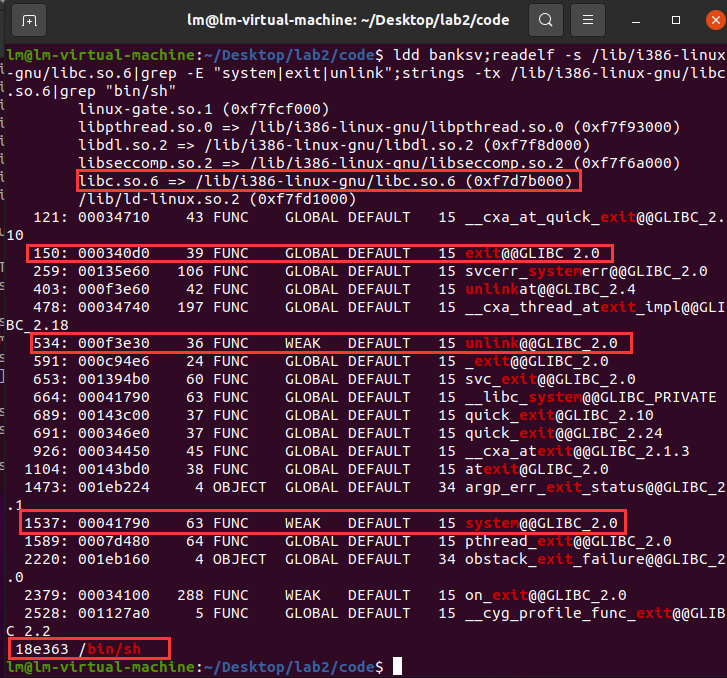 lm@lm-virtual-machine: ~/Desktop/lab2/code
lm@lm-virtual-machine:~/Desktop/lab2/code$ ldd banksv;readelf -s /lib/i386-linux
-gnu/libc.so.6|grep -E "system|exit|unlink";strings -tx /lib/i386-linux-gnu/libc
.so.6|grep "bin/sh"
linux-gate.so.1 (0xf7fcf000)
libpthread.so.0 => /lib/i386-linux-gnu/libpthread.so.0 (0xf7f93000)
libdl.so.2 => /lib/i386-linux-gnu/libdl.so.2 (0xf7f8d000)
libseccomp.so.2 => /lib/i386-linux-gnu/libseccomp.so.2 (0xf7f6a000)
libc.so.6 => /lib/i386-linux-gnu/libc.so.6 (0xf7d7b000)
/lib/ld-linux.so.2 (0xf7fd1000)
121: 00034710 43 FUNC GLOBAL DEFAULT 15 __cxa_at_quick_exit@@GLIBC_2.
10
150: 000340d0 39 FUNC GLOBAL DEFAULT 15 exit@@GLIBC_2.0
259: 00135e60 106 FUNC GLOBAL DEFAULT 15 svcerr_systemerr@@GLIBC_2.0
403: 000f3e60 42 FUNC GLOBAL DEFAULT 15 unlinkat@@GLIBC_2.4
478: 00034740 197 FUNC GLOBAL DEFAULT 15 __cxa_thread_atexit_impl@@GLI
BC_2.18
534: 000f3e30 36 FUNC WEAK DEFAULT 15 unlink@@GLIBC_2.0
591: 000c94e6 24 FUNC GLOBAL DEFAULT 15 _exit@@GLIBC_2.0
653: 001394b0 60 FUNC GLOBAL DEFAULT 15 svc_exit@@GLIBC_2.0
664: 00041790 63 FUNC GLOBAL DEFAULT 15 __libc_system@@GLIBC_PRIVATE
689: 00143c00 37 FUNC GLOBAL DEFAULT 15 quick_exit@GLIBC_2.10
691: 000346e0 37 FUNC GLOBAL DEFAULT 15 quick_exit@@GLIBC_2.24
926: 00034450 45 FUNC GLOBAL DEFAULT 15 __cxa_atexit@@GLIBC_2.1.3
1104: 00143bd0 38 FUNC GLOBAL DEFAULT 15 atexit@GLIBC_2.0
1473: 001eb224 4 OBJECT GLOBAL DEFAULT 34 argp_err_exit_status@@GLIBC_2
.1
1537: 00041790 63 FUNC WEAK DEFAULT 15 system@@GLIBC_2.0
1589: 0007d480 64 FUNC GLOBAL DEFAULT 15 pthread_exit@@GLIBC_2.0
2220: 001eb160 4 OBJECT GLOBAL DEFAULT 34 obstack_exit_failure@@GLIBC_2
.0
2379: 00034100 288 FUNC WEAK DEFAULT 15 on_exit@@GLIBC_2.0
2528: 001127a0 5 FUNC GLOBAL DEFAULT 15 __cyg_profile_func_exit@@GLIB
C_2.2
18e363 /bin/sh
lm@lm-virtual-machine:~/Desktop/lab2/code$